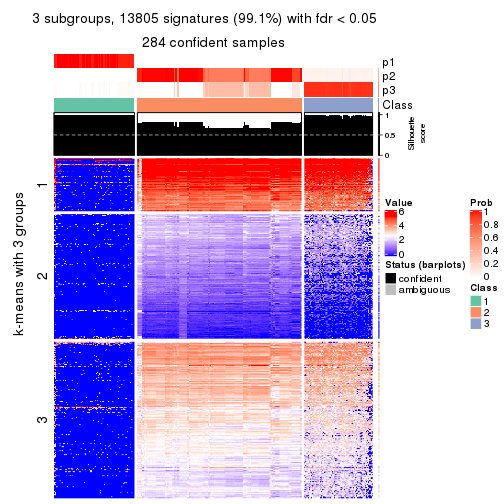 3 subgroups, 13805 signatures (99.1%) with fdr < 0.05
284 confident samples
p1
p2
p3
Class
1
0.5
0
Silhouette
score
k-means with 3 groups
1
2
3
Value
6
4
2
0
Status (barplots)
confident
ambiguous
Prob
1
0.8
0.6
0.4
0.2
0
Class
1
2
3